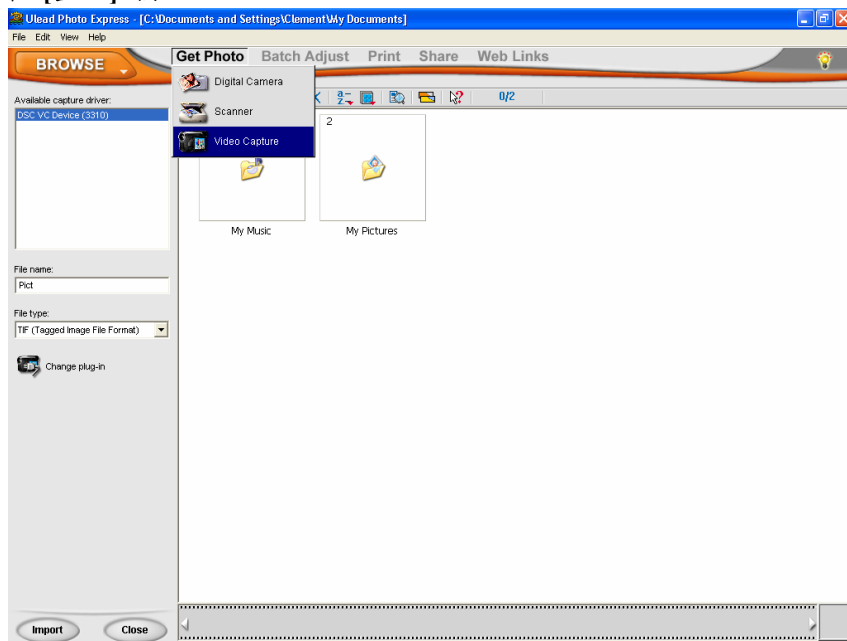 Ulead Photo Express - [C:\Documents and Settings\Clement\My Documents]
File Edit View Help
BROWSE
Get Photo Batch Adjust Print Share Web Links
Digital Camera
Scanner
Video Capture
0/2
Available capture driver:
DSC VC Device (3310)
2
My Music
My Pictures
File name:
Pict
File type:
TIF (Tagged Image File Format)
Change plug-in
Import
Close